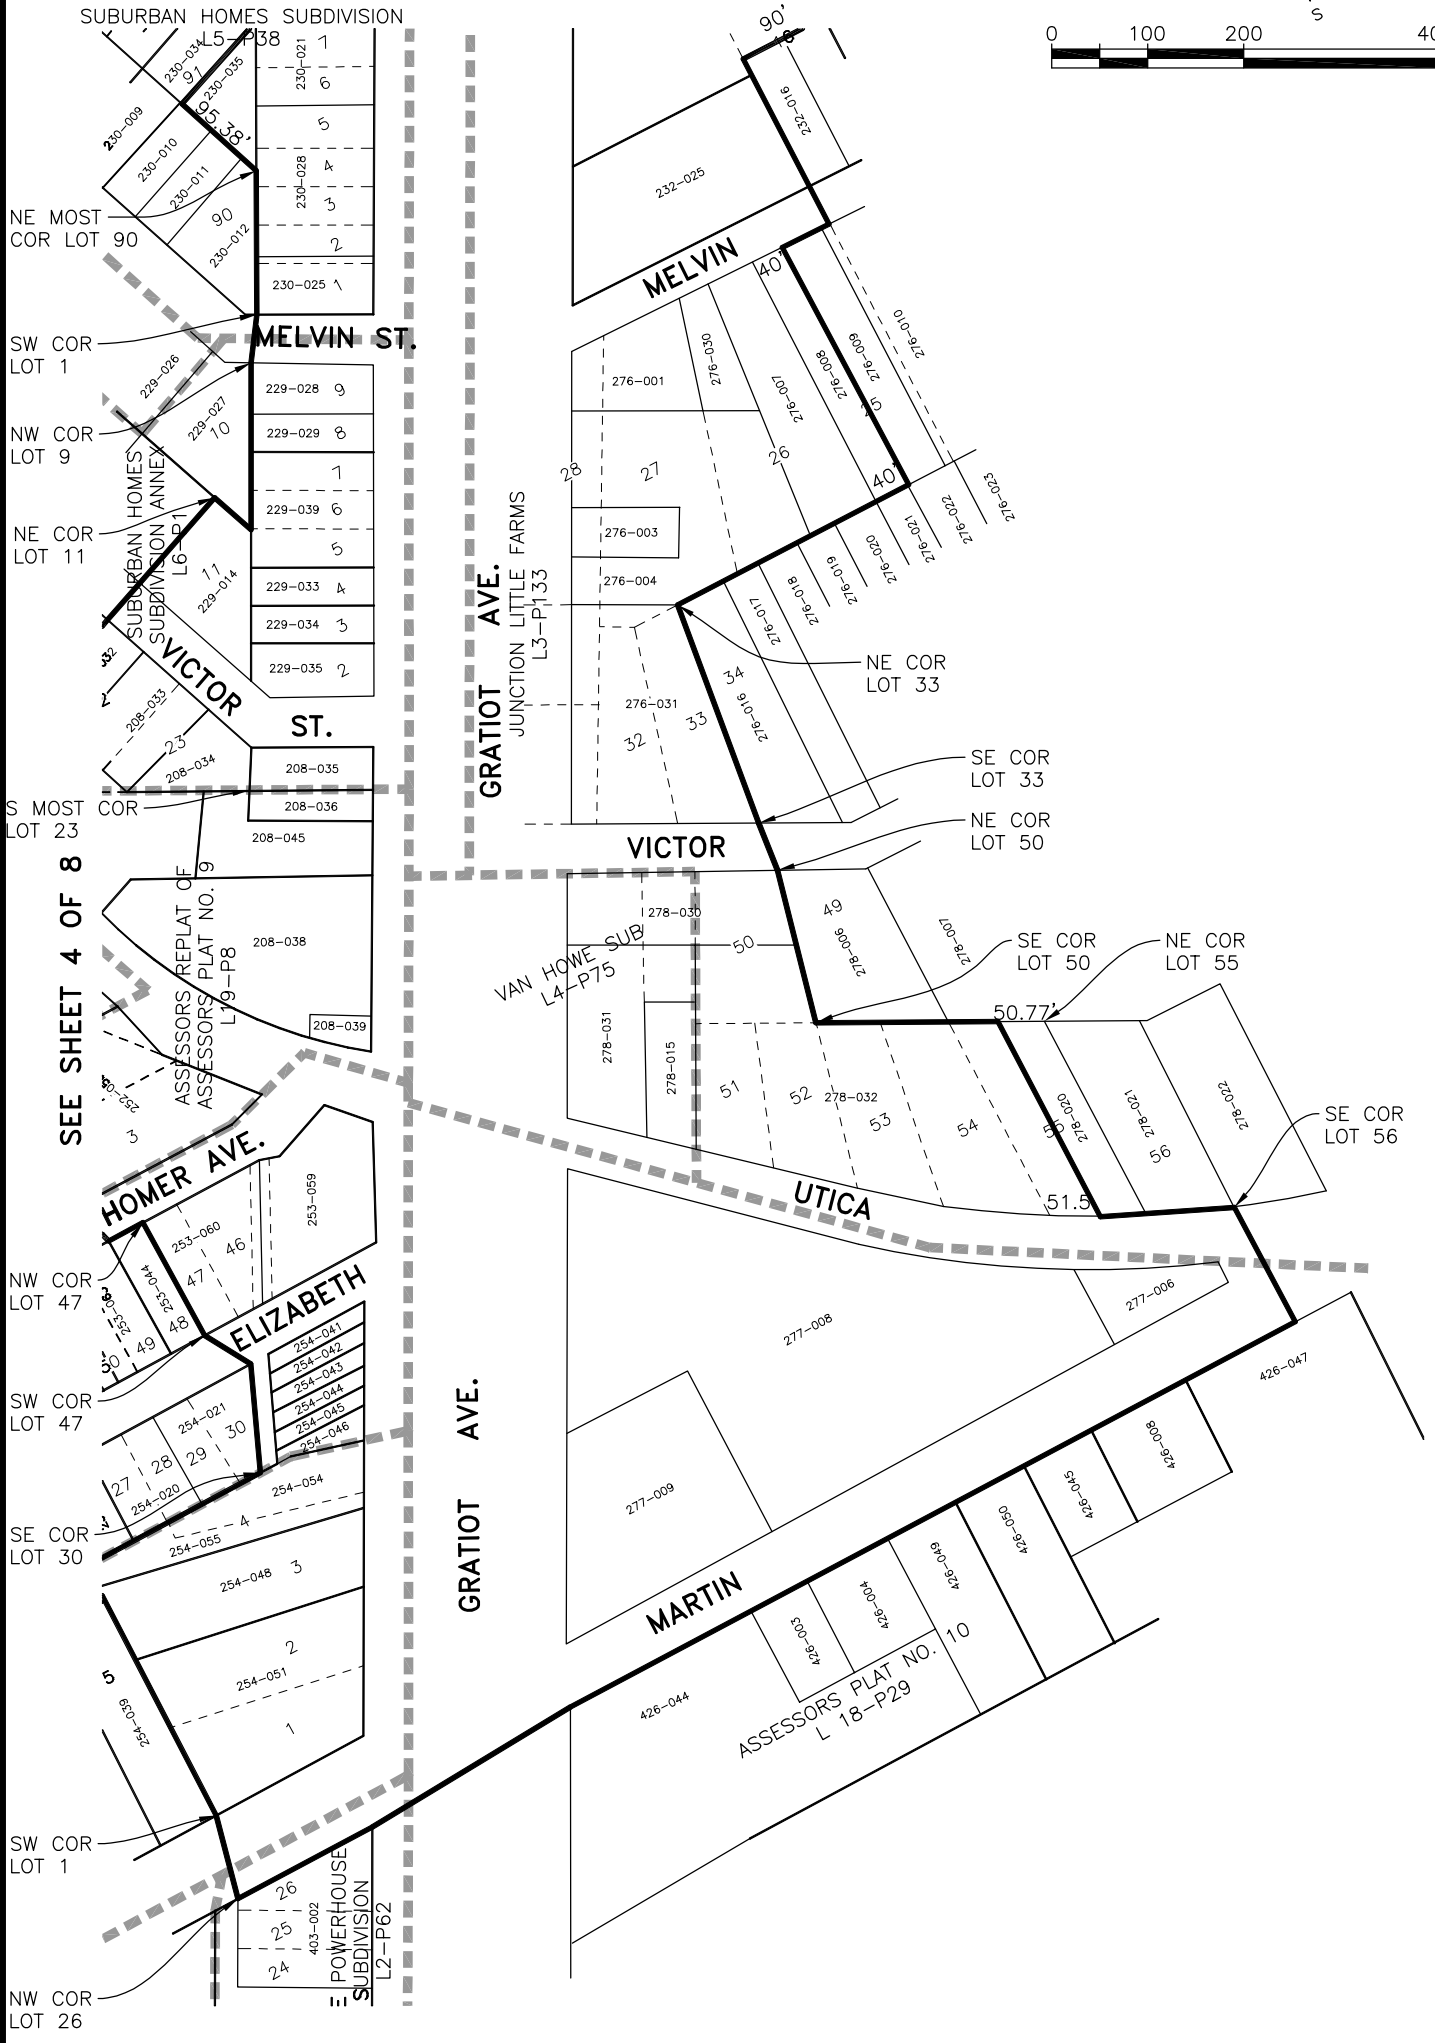 SUBURBAN HOMES SUBDIVISION
L5-P38
90'
S
0 100 200
230-034
91
230-035
230-021
7
6
5
230-009
95.38'
230-010
230-011
230-028
4
3
2
90
230-012
230-025 1
NE MOST
COR LOT 90
232-016
232-025
MELVIN
40'
MELVIN ST.
SW COR
LOT 1
229-026
229-027
10
229-028 9
229-029 8
7
229-039 6
5
229-033 4
229-034 3
229-035 2
NW COR
LOT 9
NE COR
LOT 11
SUBURBAN HOMES
SUBDIVISION ANNEX
L6-P1
11
229-014
276-001
276-030
276-007
276-008
276-009
276-010
28
27
26
40'
276-003
276-004
276-023
276-022
276-021
276-020
276-019
276-018
276-017
GRATIOT AVE.
JUNCTION LITTLE FARMS
L3-P133
NE COR
LOT 33
34
276-016
276-031
33
32
VICTOR
ST.
208-033
23
208-034
208-035
208-036
208-045
S MOST COR
LOT 23
SE COR
LOT 33
NE COR
LOT 50
VICTOR
SEE SHEET 4 OF 8
ASSESSORS REPLAT OF
ASSESSORS PLAT NO. 9
L19-P8
208-038
208-039
278-030
50
VAN HOWE SUB
L4-P75
49
278-006
278-007
SE COR
LOT 50
NE COR
LOT 55
50.77'
278-031
278-015
51
52
278-032
53
54
55
278-020
278-021
56
278-022
SE COR
LOT 56
51.5
UTICA
3
HOMER AVE.
253-059
253-060
46
47
253-044
48
49
NW COR
LOT 47
SW COR
LOT 47
ELIZABETH
254-041
254-042
254-043
254-044
254-045
254-046
254-021
30
29
28
27
254-020
254-054
4
254-055
254-048 3
SE COR
LOT 30
277-008
277-006
277-009
GRATIOT AVE.
MARTIN
426-047
426-008
426-045
426-050
426-049
426-004
426-003
426-044
ASSESSORS PLAT NO. 10
L 18-P29
2
254-051
1
5
254-039
SW COR
LOT 1
26
25
24
403-002
E POWERHOUSE
SUBDIVISION
L2-P62
NW COR
LOT 26